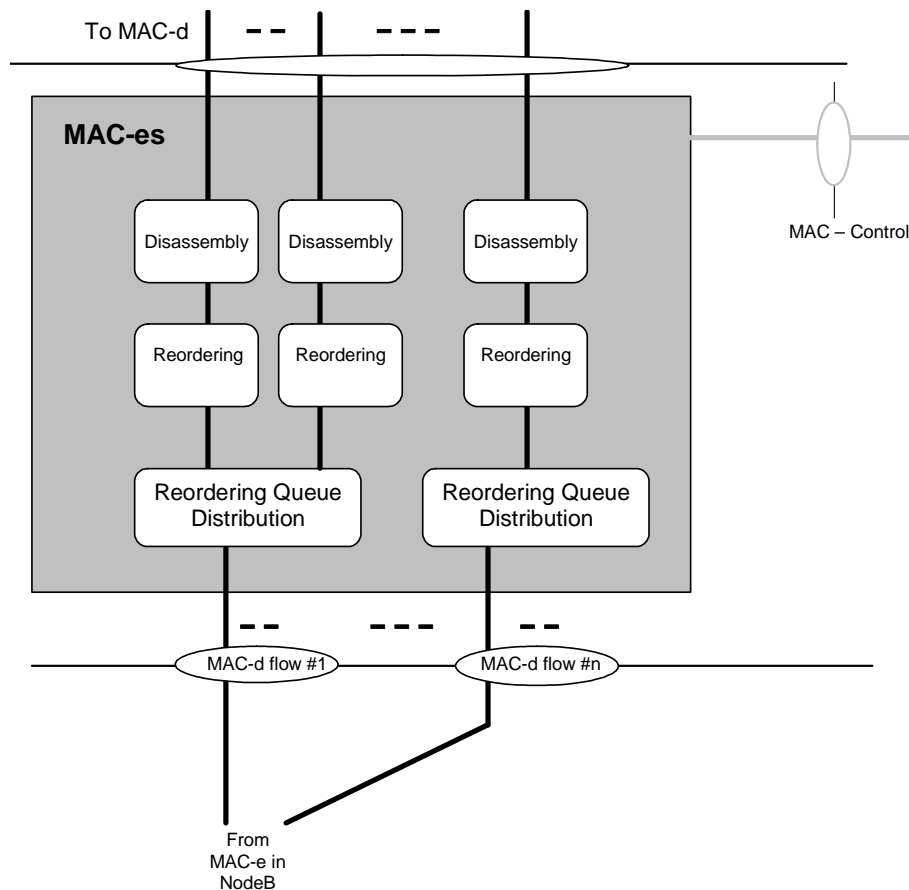 To MAC-d
MAC-es
MAC – Control
Disassembly
Disassembly
Disassembly
Reordering
Reordering
Reordering
Reordering Queue
Distribution
Reordering Queue
Distribution
MAC-d flow #1
MAC-d flow #n
From
MAC-e in
NodeB